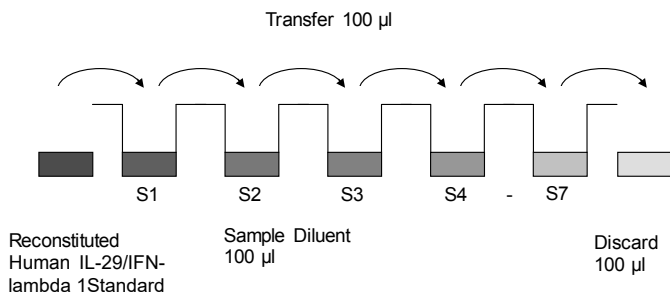 Transfer 100 µl
S1 S2 S3 S4 - S7
Reconstituted
Human IL-29/IFN-
lambda 1Standard
Sample Diluent
100 µl
Discard
100 µl